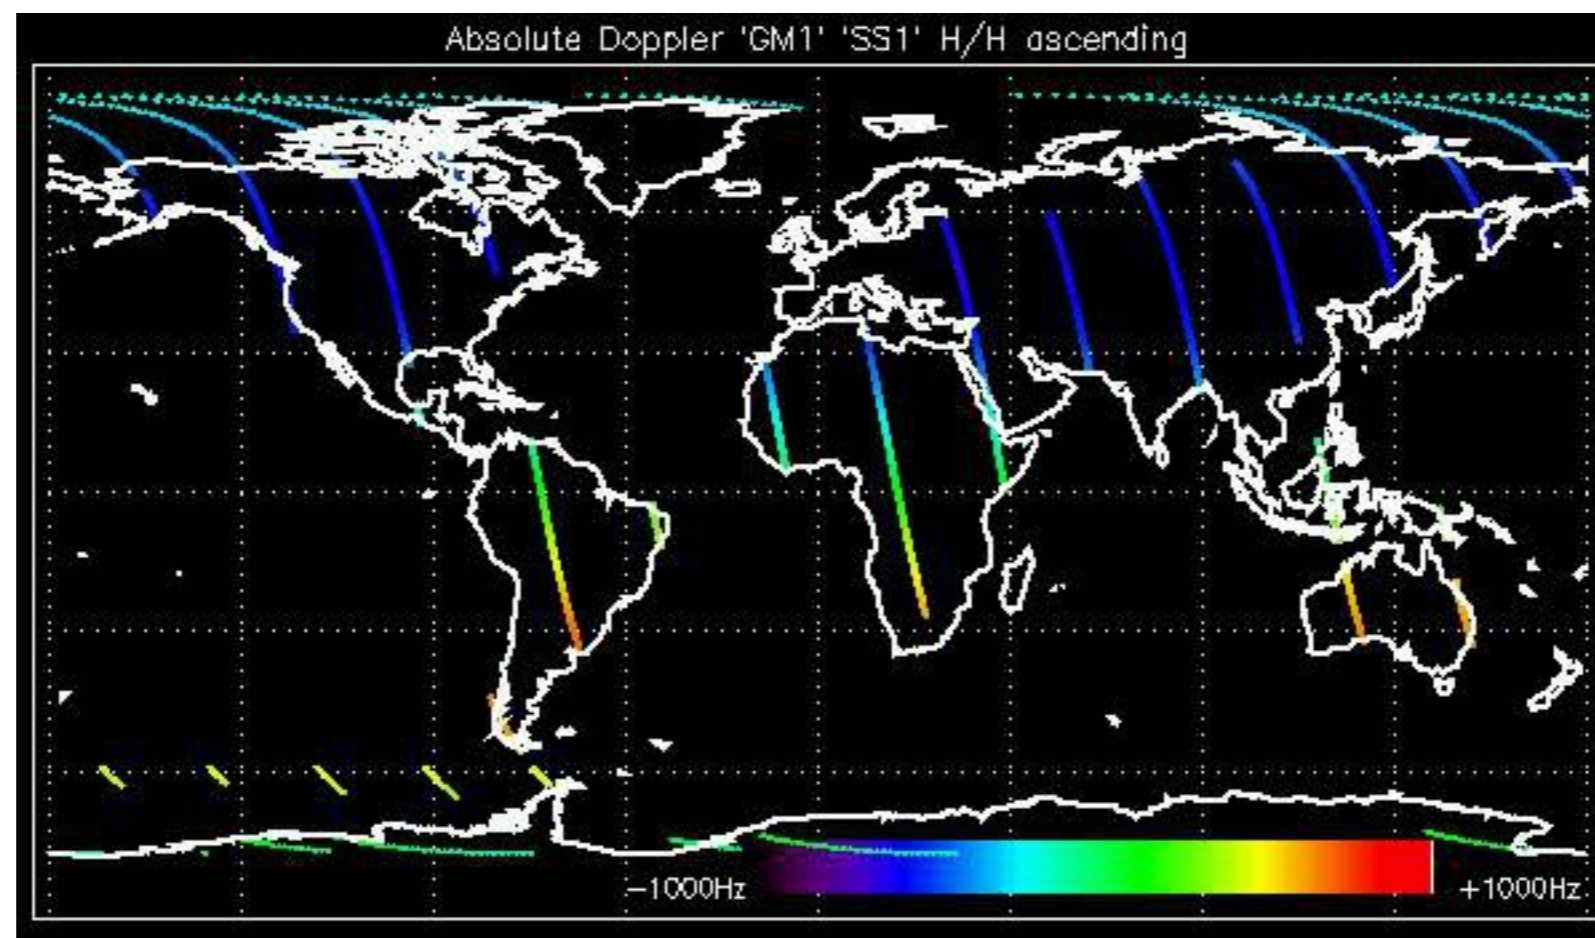 Absolute Doppler 'GM1' 'SS1' H/H ascending
-1000Hz
+1000Hz